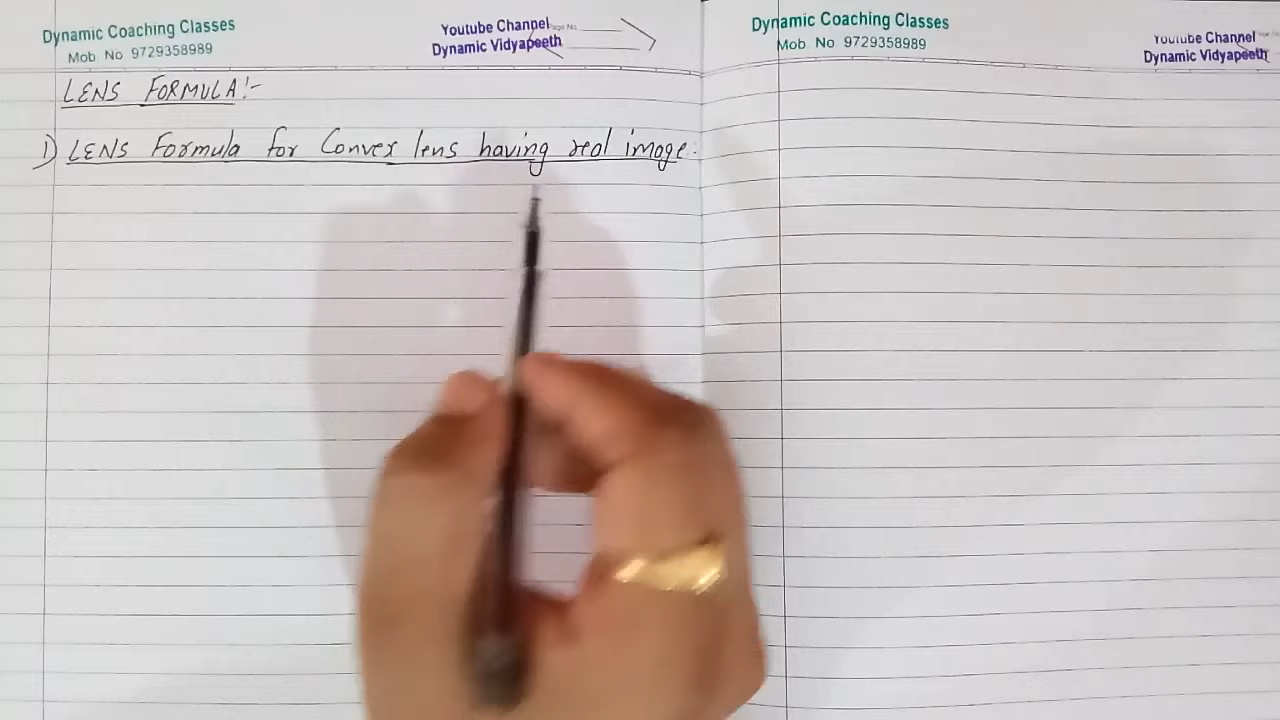 Dynamic Coaching Classes
Mob No 9729358989
Youtube Channel
Dynamic Vidyapeeth
LENS FORMULA:-
1) LENS Formula for Convex lens having real image.
Dynamic Coaching Classes
Mob No 9729358989
Youtube Channel
Dynamic Vidyapeeth